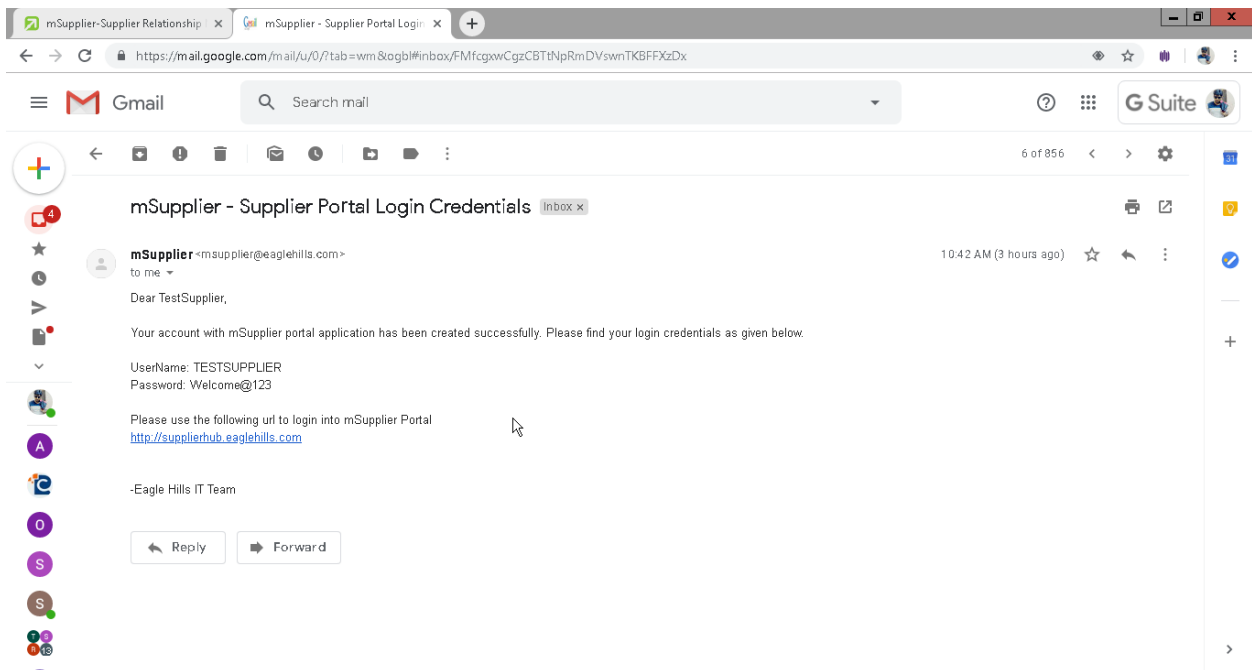 mSupplier-Supplier Relationship
mSupplier - Supplier Portal Login
https://mail.google.com/mail/u/0/?tab=wm&ogbl#inbox/FMfcgxwCgzCBTtNpRmDVswnTKBFFXzDx
Gmail
Search mail
G Suite
6 of 856
31
4
mSupplier - Supplier Portal Login Credentials Inbox x
mSupplier <msupplier@eaglehills.com>
10:42 AM (3 hours ago)
to me
Dear TestSupplier,
Your account with mSupplier portal application has been created successfully. Please find your login credentials as given below.
UserName: TESTSUPPLIER
Password: Welcome@123
Please use the following url to login into mSupplier Portal
http://supplierhub.eaglehills.com
-Eagle Hills IT Team
Reply
Forward
A
O
S
S
T S
R 13